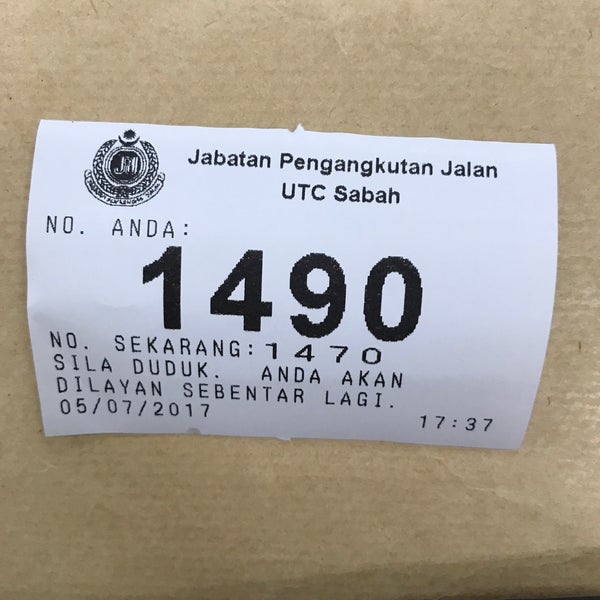 Jabatan Pengangkutan Jalan
UTC Sabah
NO. ANDA:
1490
NO. SEKARANG:1470
SILA DUDUK. ANDA AKAN
DILAYAN SEBENTAR LAGI.
05/07/2017 17:37